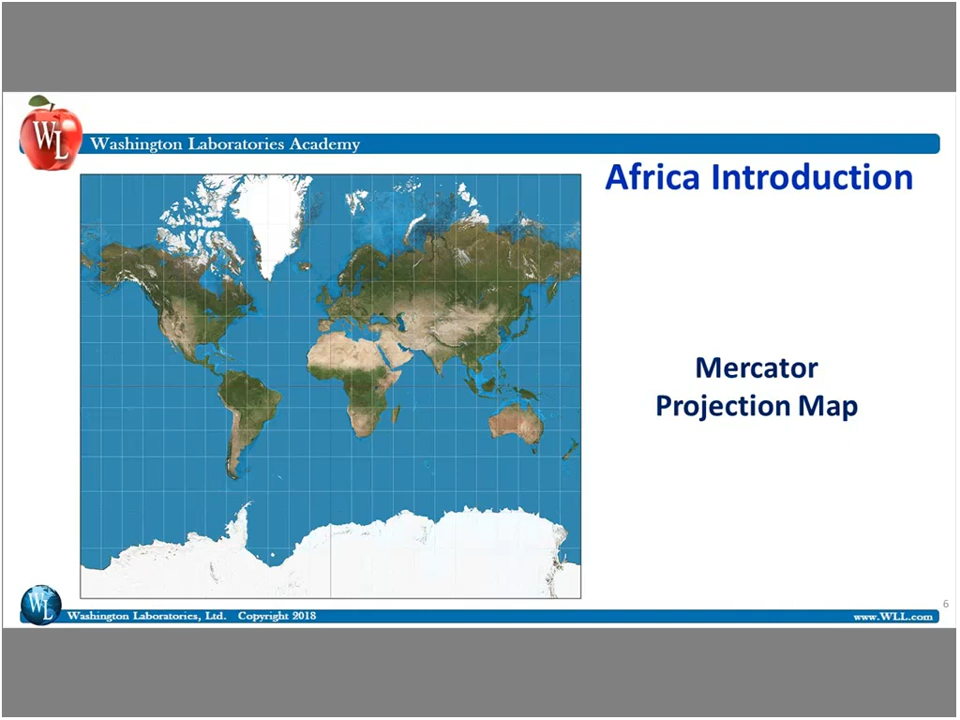 WL
Washington Laboratories Academy
Africa Introduction
Mercator
Projection Map
WL
Washington Laboratories, Ltd. Copyright 2018
www.WLL.com
6